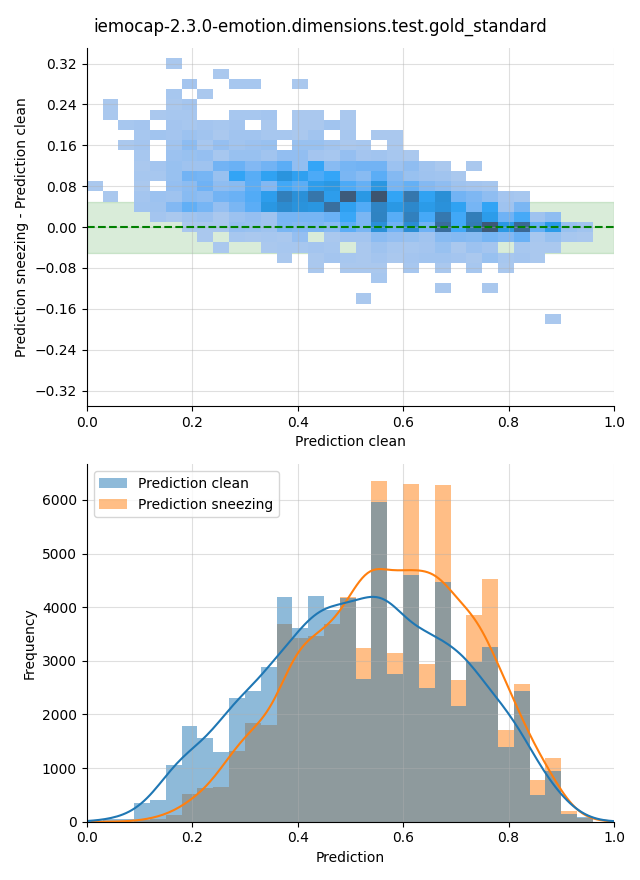 iemocap-2.3.0-emotion.dimensions.test.gold_standard
Prediction sneezing - Prediction clean
0.32
0.24
0.16
0.08
0.00
−0.08
−0.16
−0.24
−0.32
0.0 0.2 0.4 0.6 0.8 1.0
Prediction clean
Prediction clean
Prediction sneezing
Frequency
6000
5000
4000
3000
2000
1000
0
0.0 0.2 0.4 0.6 0.8 1.0
Prediction